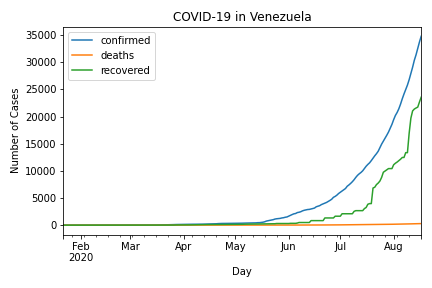 COVID-19 in Venezuela
confirmed
deaths
recovered
Number of Cases
35000
30000
25000
20000
15000
10000
5000
0
Feb
2020
Mar
Apr
May
Jun
Jul
Aug
Day